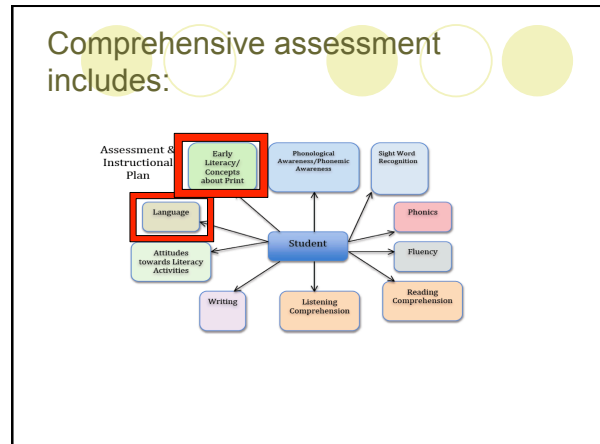 Comprehensive assessment
includes:
Assessment &
Instructional
Plan
Early
Literacy/
Concepts
about Print
Phonological
Awareness/Phonemic
Awareness
Sight Word
Recognition
Language
Phonics
Student
Attitudes
towards Literacy
Activities
Fluency
Writing
Listening
Comprehension
Reading
Comprehension